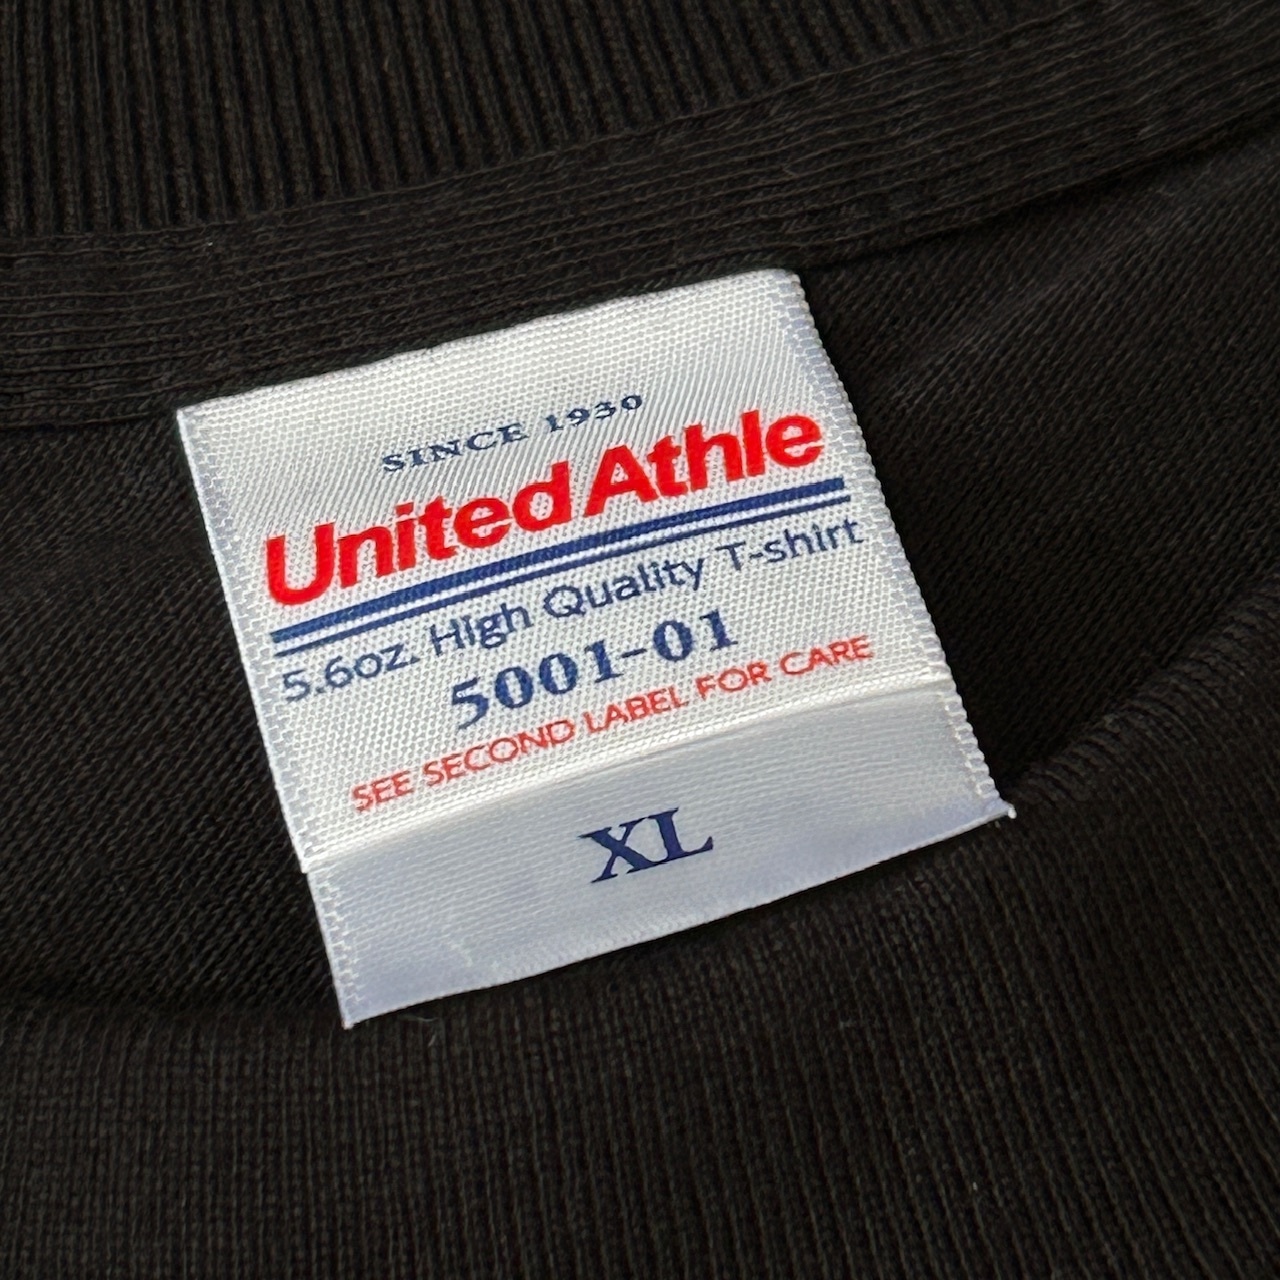 SINCE 1930
United Athle
5.6oz. High Quality T-shirt
5001-01
SEE SECOND LABEL FOR CARE
XL